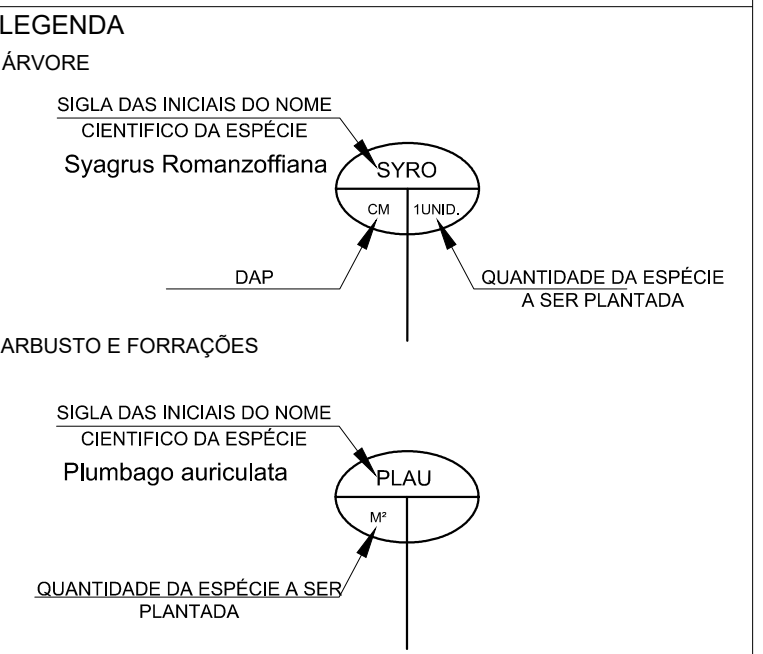 LEGENDA
ÁRVORE
SIGLA DAS INICIAIS DO NOME
CIENTIFICO DA ESPÉCIE
Syagrus Romanzoffiana
SYRO
CM 1UNID.
DAP
QUANTIDADE DA ESPÉCIE
A SER PLANTADA
ARBUSTO E FORRAÇÕES
SIGLA DAS INICIAIS DO NOME
CIENTIFICO DA ESPÉCIE
Plumbago auriculata
PLAU
M²
QUANTIDADE DA ESPÉCIE A SER
PLANTADA